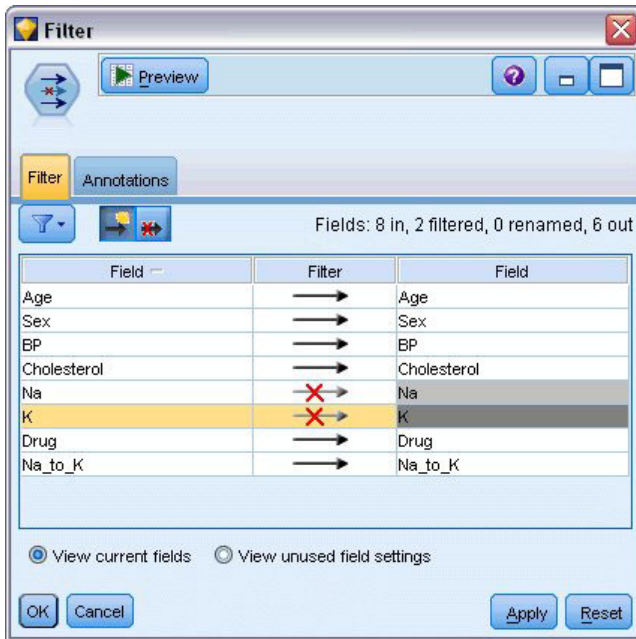 Filter
Preview
Filter Annotations
Fields: 8 in, 2 filtered, 0 renamed, 6 out
Field Filter Field
Age Age
Sex Sex
BP BP
Cholesterol Cholesterol
Na Na
K K
Drug Drug
Na_to_K Na_to_K
View current fields View unused field settings
OK Cancel Apply Reset